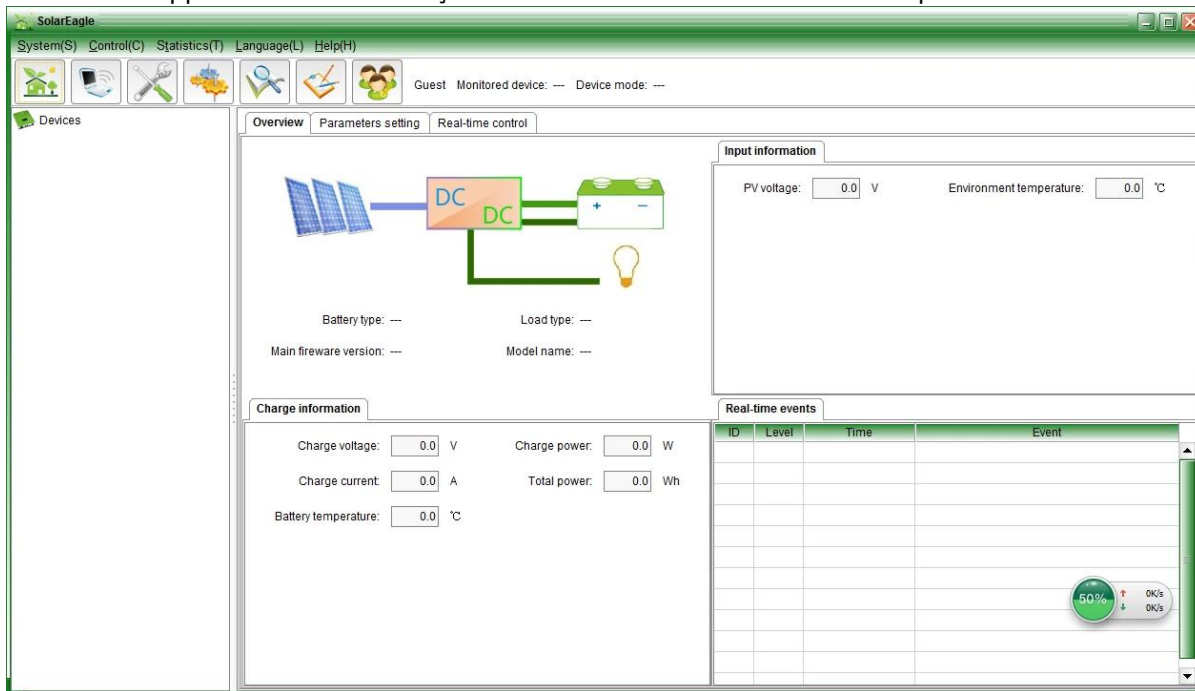 SolarEagle
System(S) Control(C) Statistics(T) Language(L) Help(H)
Guest Monitored device: --- Device mode: ---
Devices
Overview Parameters setting Real-time control
DC
DC
+ −
Battery type: --- Load type: ---
Main fireware version: --- Model name: ---
Input information
PV voltage: 0.0 V Environment temperature: 0.0 ℃
Charge information
Charge voltage: 0.0 V Charge power: 0.0 W
Charge current: 0.0 A Total power: 0.0 Wh
Battery temperature: 0.0 ℃
Real-time events
ID Level Time Event
50% ↑ 0K/s
↓ 0K/s